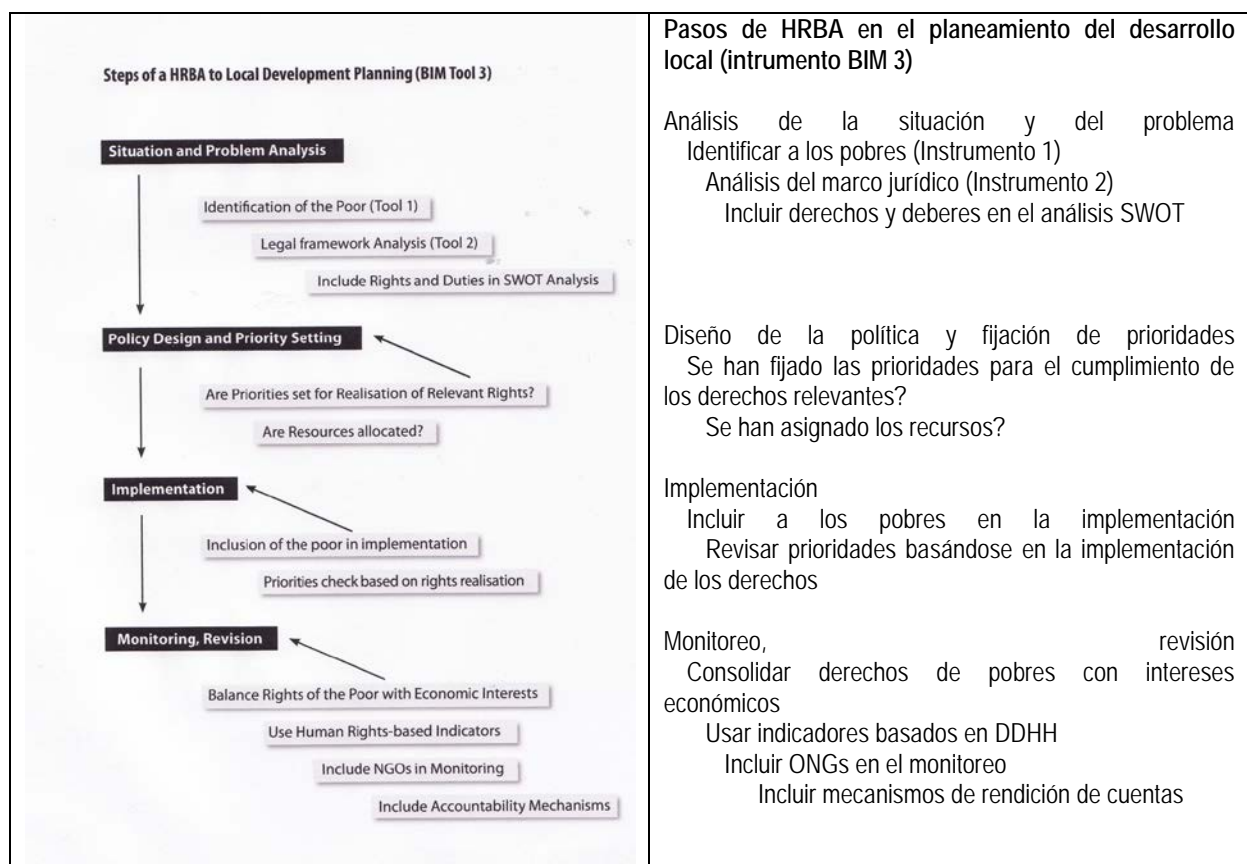 Steps of a HRBA to Local Development Planning (BIM Tool 3)
Situation and Problem Analysis
Identification of the Poor (Tool 1)
Legal framework Analysis (Tool 2)
Include Rights and Duties in SWOT Analysis
Policy Design and Priority Setting
Are Priorities set for Realisation of Relevant Rights?
Are Resources allocated?
Implementation
Inclusion of the poor in implementation
Priorities check based on rights realisation
Monitoring, Revision
Balance Rights of the Poor with Economic Interests
Use Human Rights-based Indicators
Include NGOs in Monitoring
Include Accountability Mechanisms
Pasos de HRBA en el planeamiento del desarrollo
local (intrumento BIM 3)
Análisis de la situación y del problema
Identificar a los pobres (Instrumento 1)
Análisis del marco jurídico (Instrumento 2)
Incluir derechos y deberes en el análisis SWOT
Diseño de la política y fijación de prioridades
Se han fijado las prioridades para el cumplimiento de
los derechos relevantes?
Se han asignado los recursos?
Implementación
Incluir a los pobres en la implementación
Revisar prioridades basándose en la implementación
de los derechos
Monitoreo, revisión
Consolidar derechos de pobres con intereses
económicos
Usar indicadores basados en DDHH
Incluir ONGs en el monitoreo
Incluir mecanismos de rendición de cuentas